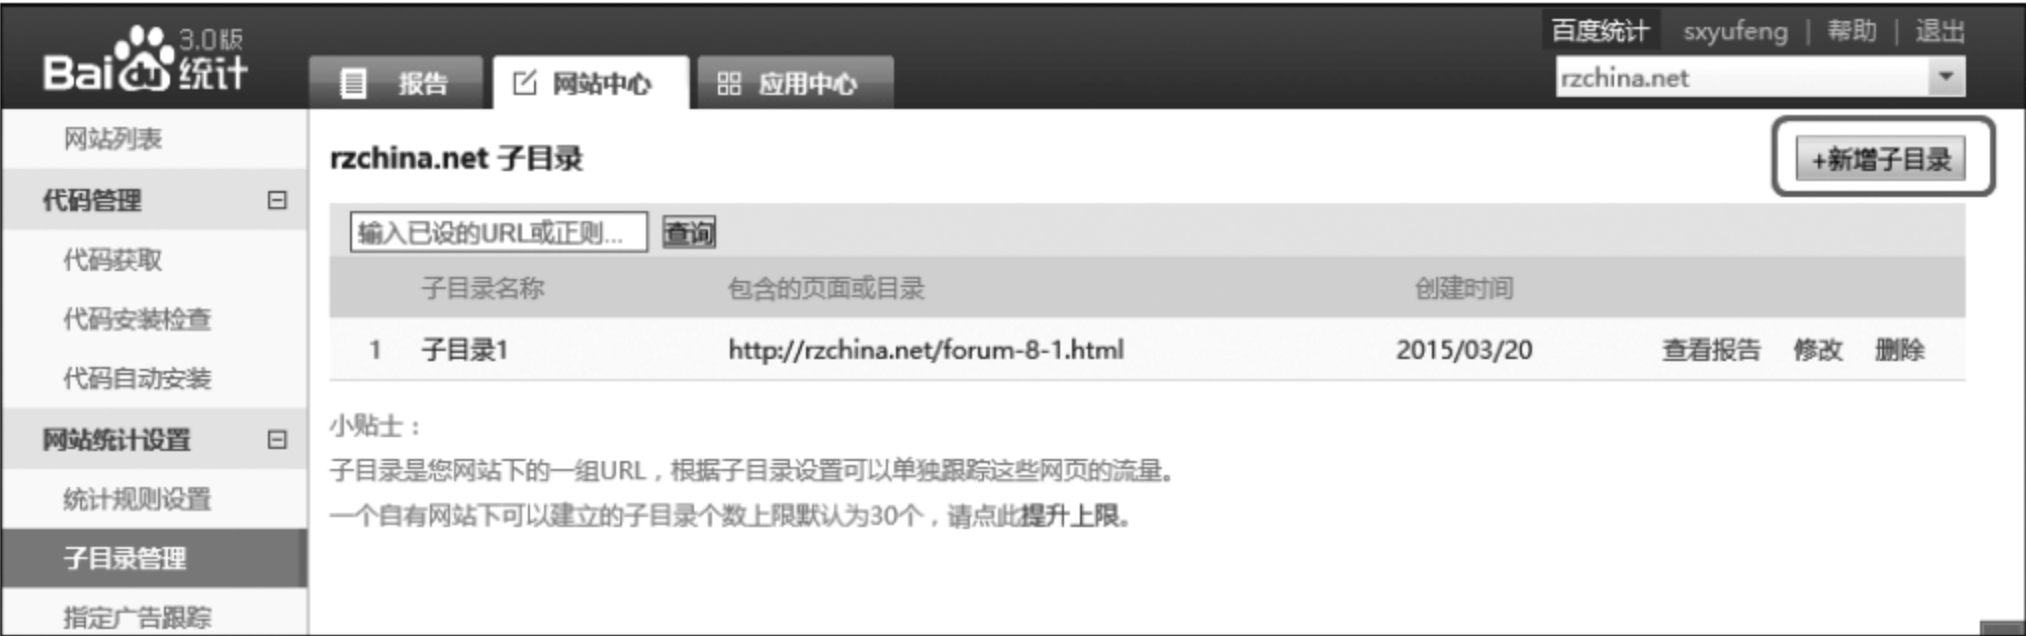 Bai du 统计 3.0版
报告 网站中心 应用中心
百度统计 sxyufeng | 帮助 | 退出
rzchina.net
网站列表
代码管理
代码获取
代码安装检查
代码自动安装
网站统计设置
统计规则设置
子目录管理
指定广告跟踪
rzchina.net 子目录
+新增子目录
输入已设的URL或正则... 查询
子目录名称 包含的页面或目录 创建时间
1 子目录1 http://rzchina.net/forum-8-1.html 2015/03/20 查看报告 修改 删除
小贴士：
子目录是您网站下的一组URL，根据子目录设置可以单独跟踪这些网页的流量。
一个自有网站下可以建立的子目录个数上限默认为30个，请点此提升上限。